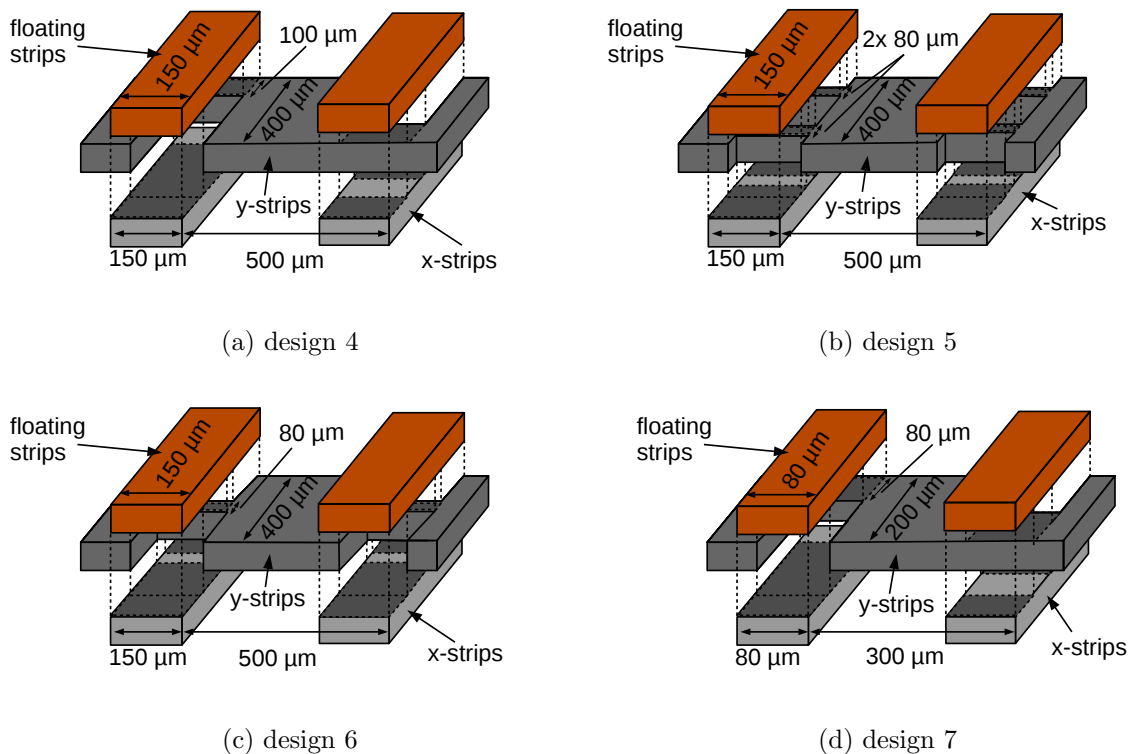 floating
strips
150 µm
100 µm
400 µm
y-strips
x-strips
150 µm
500 µm
(a) design 4
floating
strips
150 µm
2x 80 µm
400 µm
y-strips
x-strips
150 µm
500 µm
(b) design 5
floating
strips
150 µm
80 µm
400 µm
y-strips
x-strips
150 µm
500 µm
(c) design 6
floating
strips
80 µm
80 µm
200 µm
y-strips
x-strips
80 µm
300 µm
(d) design 7